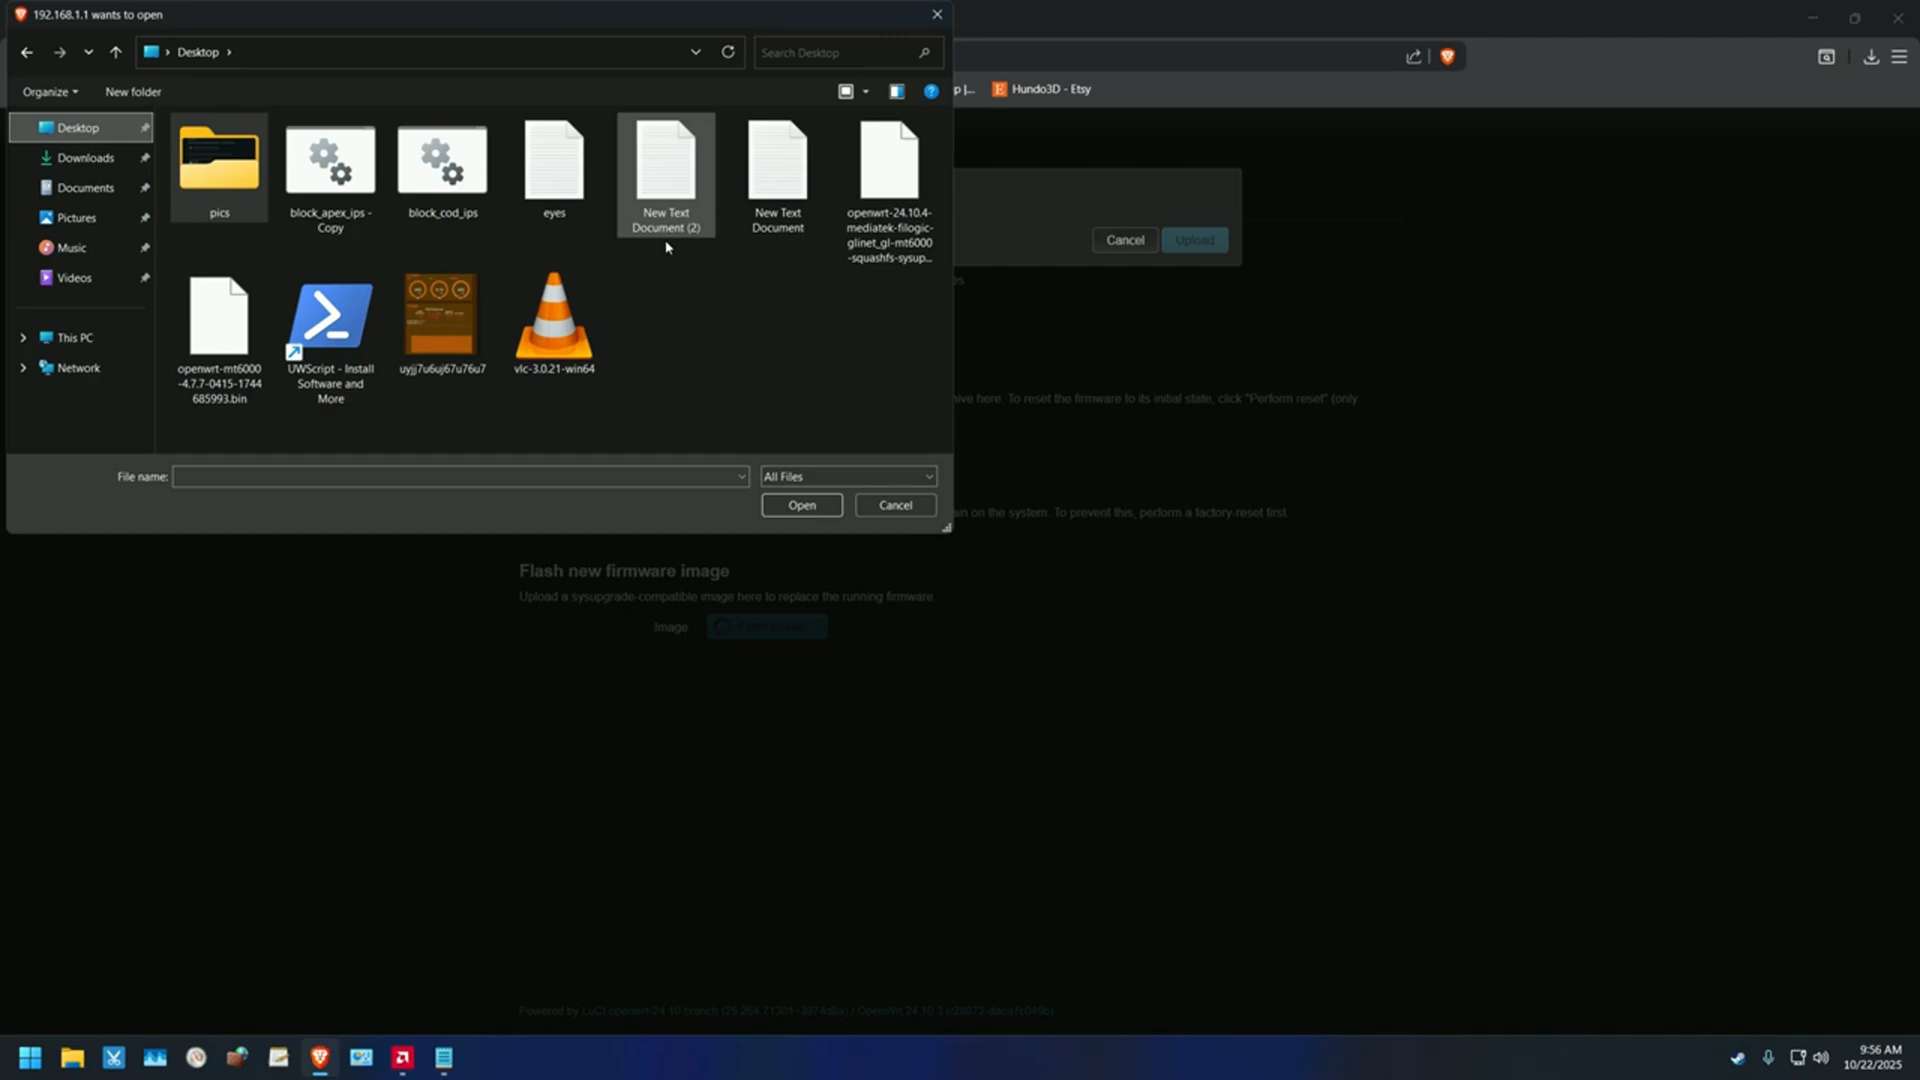 192.168.1.1 wants to open
Desktop
Search Desktop
Organize
New folder
p |...
Hundo3D - Etsy
Desktop
Downloads
Documents
Pictures
Music
Videos
This PC
Network
pics
block_apex_ips -
Copy
block_cod_ips
eyes
New Text
Document (2)
New Text
Document
openwrt-24.10.4-
mediatek-filogic-
glinet_gl-mt6000
-squashfs-sysup...
openwrt-mt6000
-4.7.7-0415-1744
685993.bin
UWScript - Install
Software and
More
uyjj7u6uj67u76u7
vlc-3.0.21-win64
Cancel
Upload
es
ive here. To reset the firmware to its initial state, click "Perform reset" (only
File name:
All Files
Open
Cancel
ain on the system. To prevent this, perform a factory-reset first.
Flash new firmware image
Upload a sysupgrade-compatible image here to replace the running firmware.
Image
9:56 AM
10/22/2025